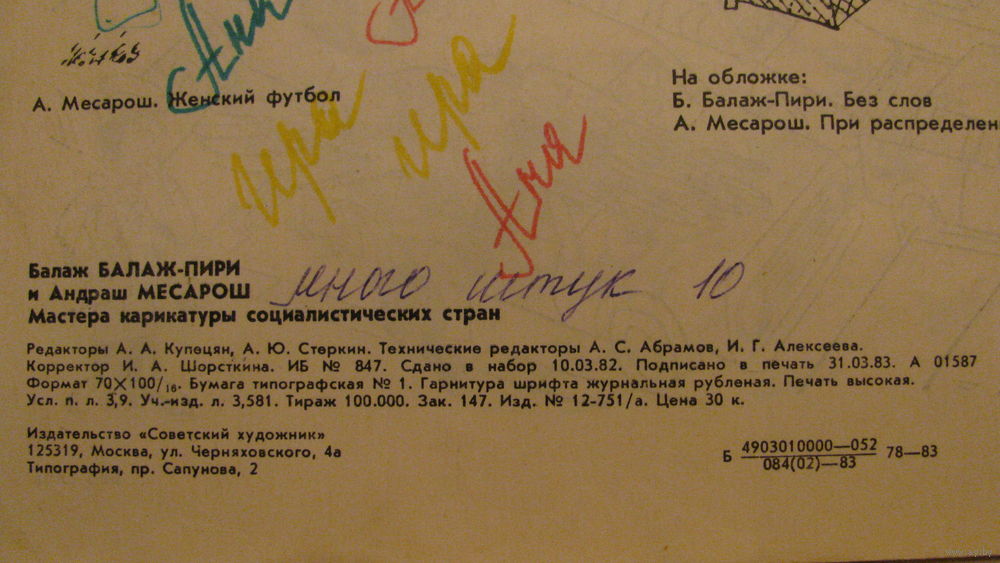 Аня
А. Месарош. Женский футбол
На обложке:
Б. Балаж-Пири. Без слов
А. Месарош. При распределен
ира
ира
Аня
Балаж БАЛАЖ-ПИРИ
и Андраш МЕСАРОШ
много штук 10
Мастера карикатуры социалистических стран
Редакторы А. А. Купецян, А. Ю. Стеркин. Технические редакторы А. С. Абрамов, И. Г. Алексеева.
Корректор И. А. Шорсткина. ИБ № 847. Сдано в набор 10.03.82. Подписано в печать 31.03.83. А 01587
Формат 70×100/16. Бумага типографская № 1. Гарнитура шрифта журнальная рубленая. Печать высокая.
Усл. п. л. 3,9. Уч.-изд. л. 3,581. Тираж 100.000. Зак. 147. Изд. № 12-751/а. Цена 30 к.
Издательство «Советский художник»
125319, Москва, ул. Черняховского, 4а
Типография, пр. Сапунова, 2
Б 4903010000—052
084(02)—83
78—83